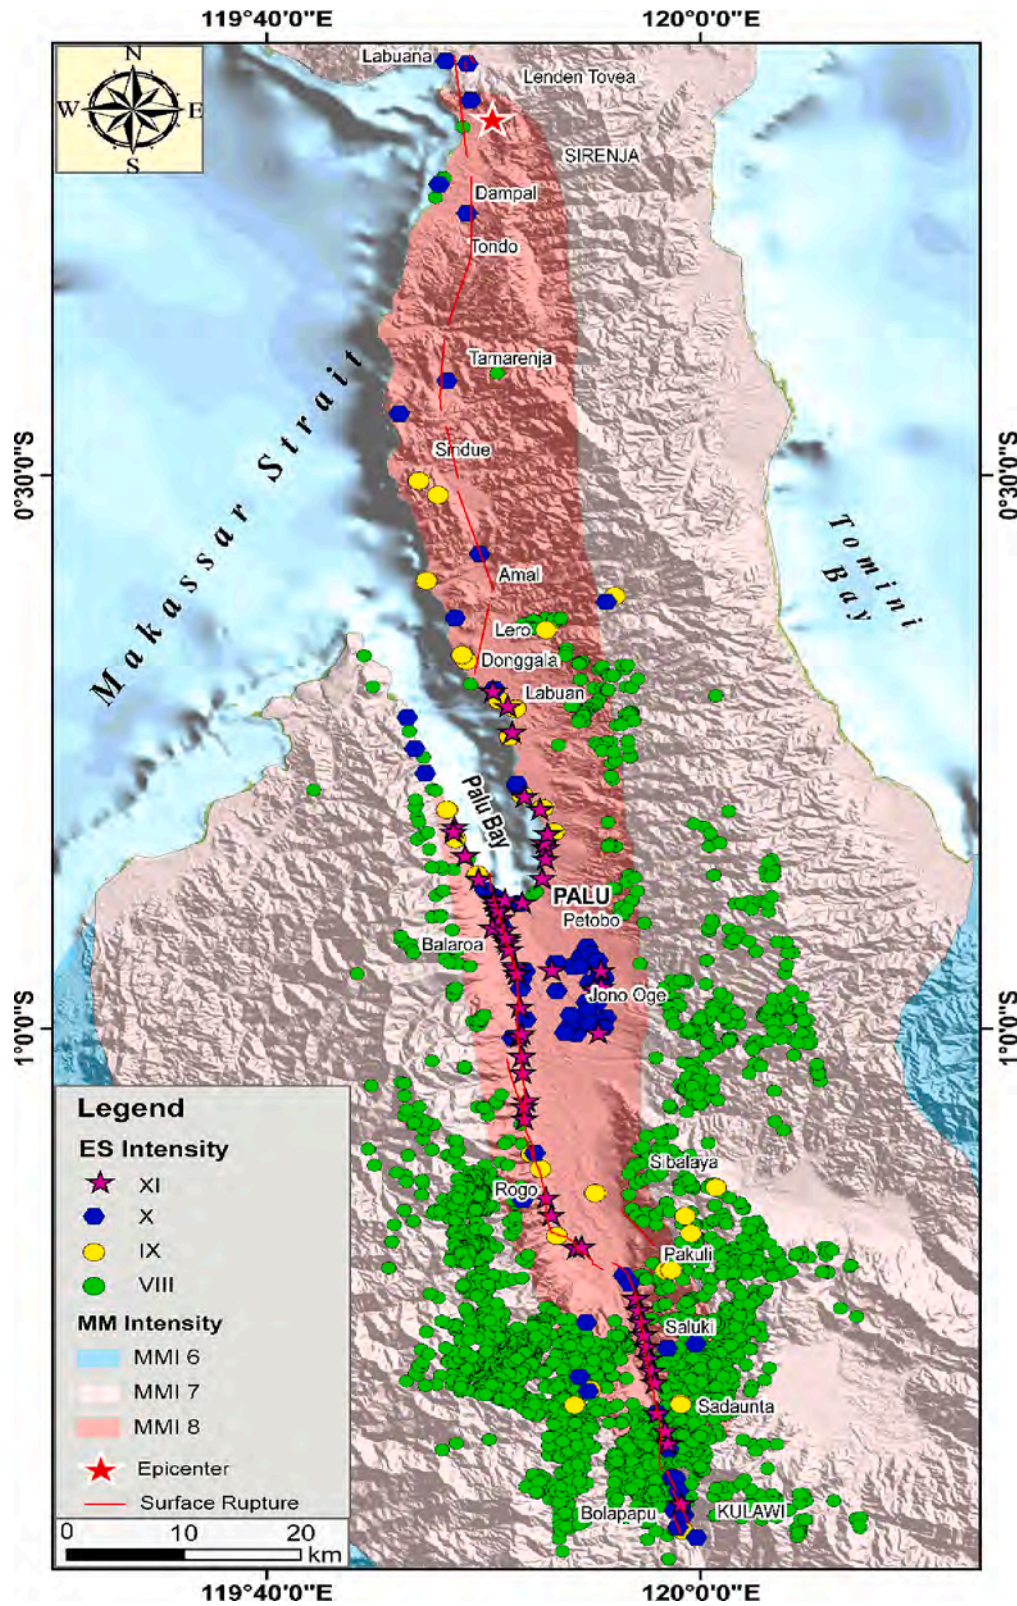 119°40'0"E
120°0'0"E
N
W
E
S
Labuana
Lenden Tovea
SIRENJA
Dampal
Tondo
Tamarenja
Makassar Strait
Sindue
0°30'0"S
0°30'0"S
Tomini
Bay
Amal
Lero
Donggala
Labuan
Palu Bay
PALU
Petobo
Balaroa
Jono Oge
1°0'0"S
1°0'0"S
Sibalaya
Rogo
Pakuli
Saluki
Sadaunta
Bolapapu
KULAWI
Legend
ES Intensity
XI
X
IX
VIII
MM Intensity
MMI 6
MMI 7
MMI 8
Epicenter
Surface Rupture
0
10
20
km
119°40'0"E
120°0'0"E